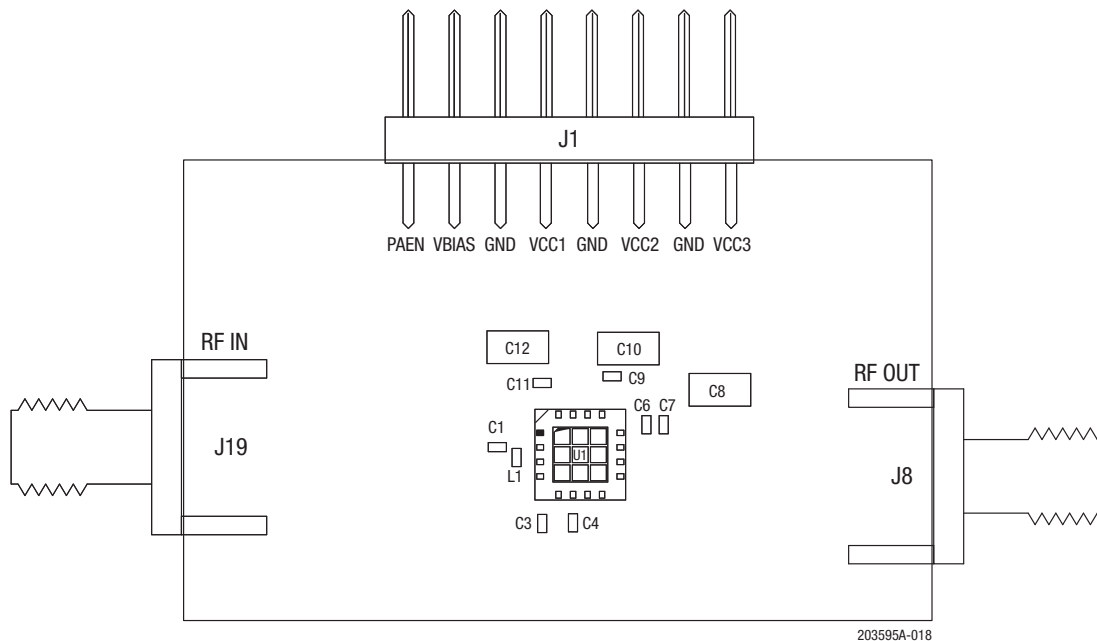 J1
PAEN VBIAS GND VCC1 GND VCC2 GND VCC3
RF IN
C12
C10
C11
C9
C8
RF OUT
C6 C7
C1
J19
U1
L1
J8
C3
C4
203595A-018